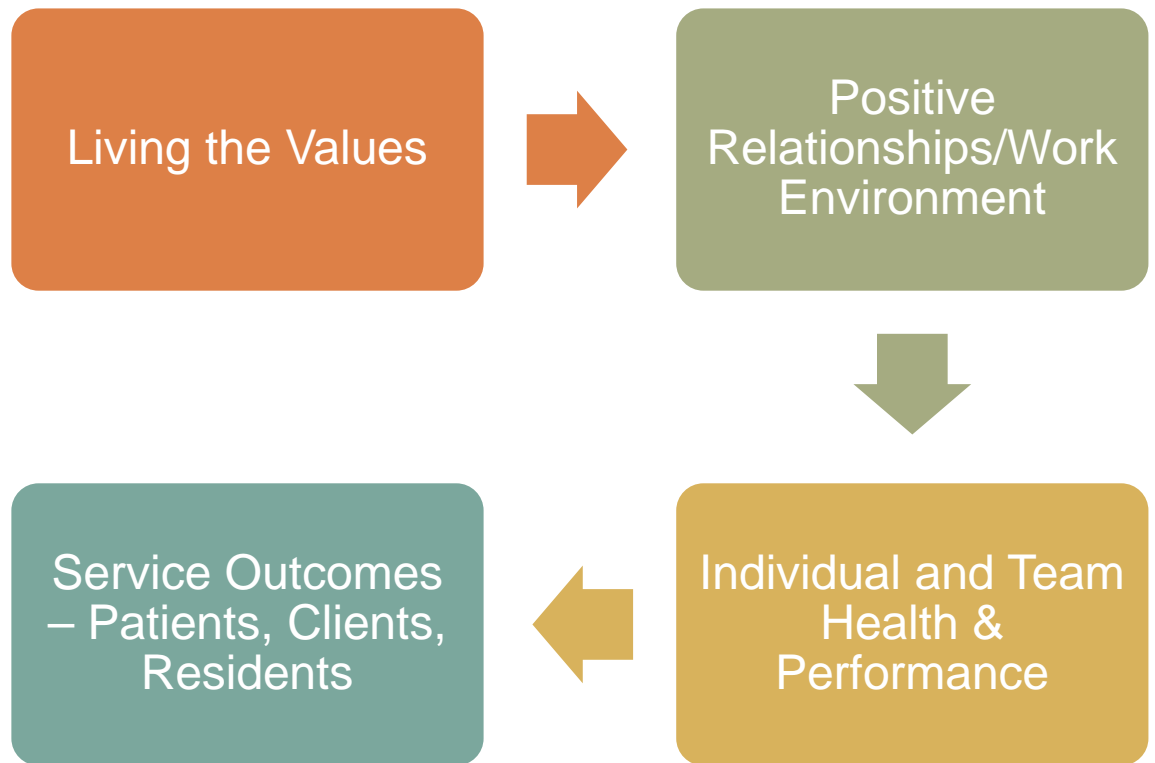 Living the Values
Positive
Relationships/Work
Environment
Individual and Team
Health &
Performance
Service Outcomes
– Patients, Clients,
Residents